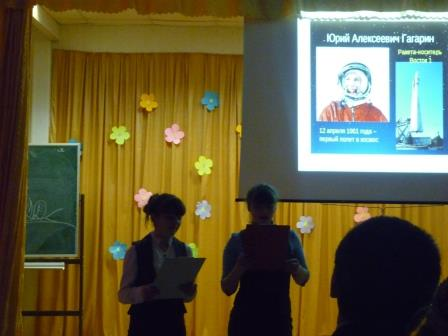 Юрий Алексеевич Гагарин
Ракета-носитель
Восток 1
12 апреля 1961 года –
первый полет в космос